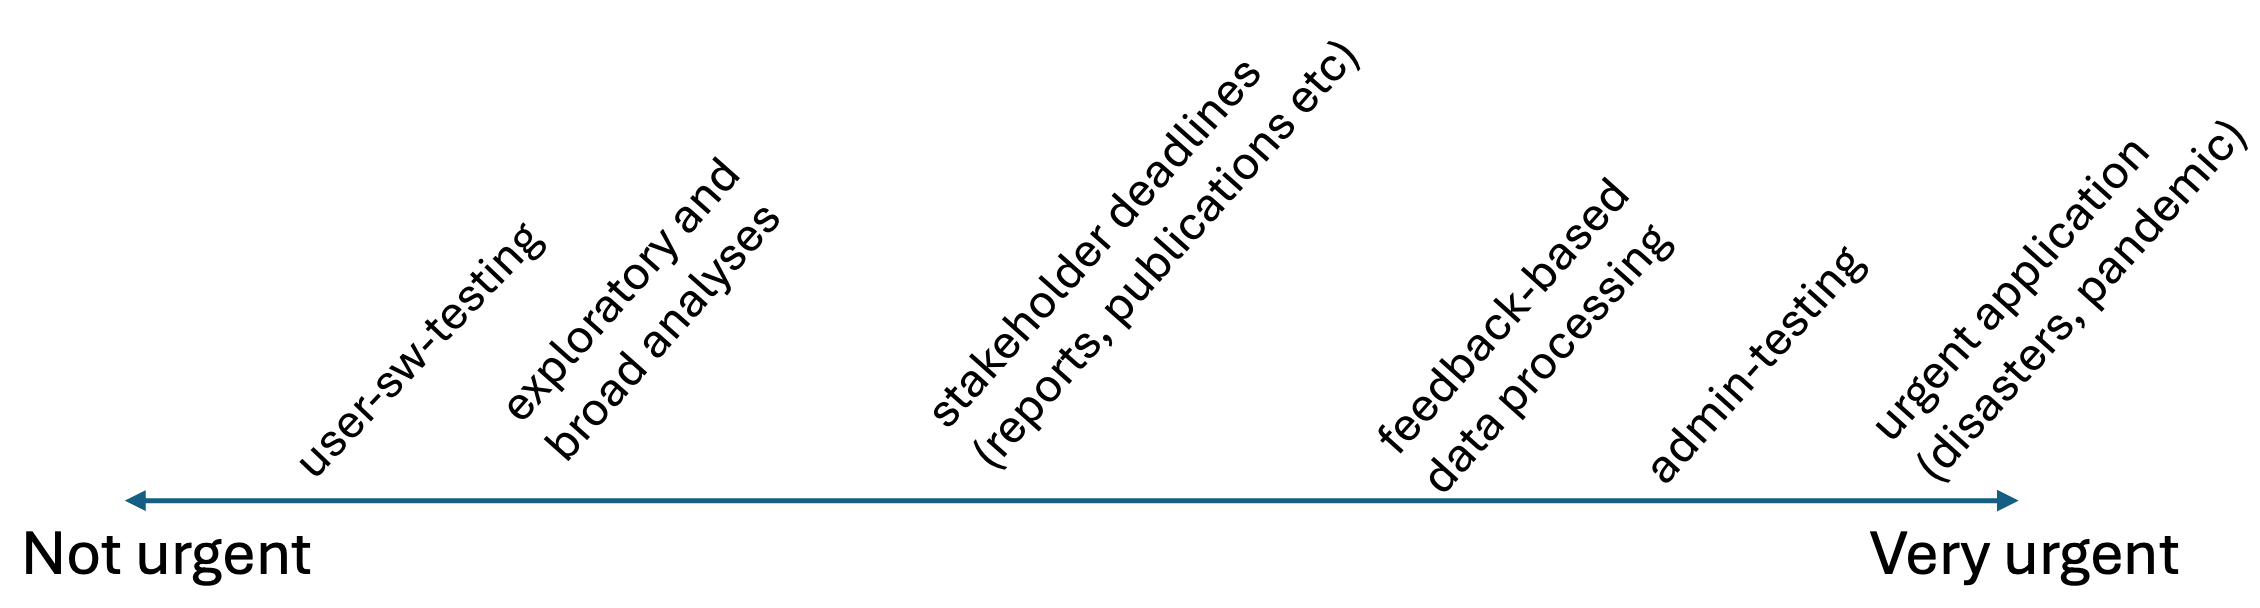 user-sw-testing
exploratory and
broad analyses
stakeholder deadlines
(reports, publications etc)
feedback-based
data processing
admin-testing
urgent application
(disasters, pandemic)
Not urgent
Very urgent